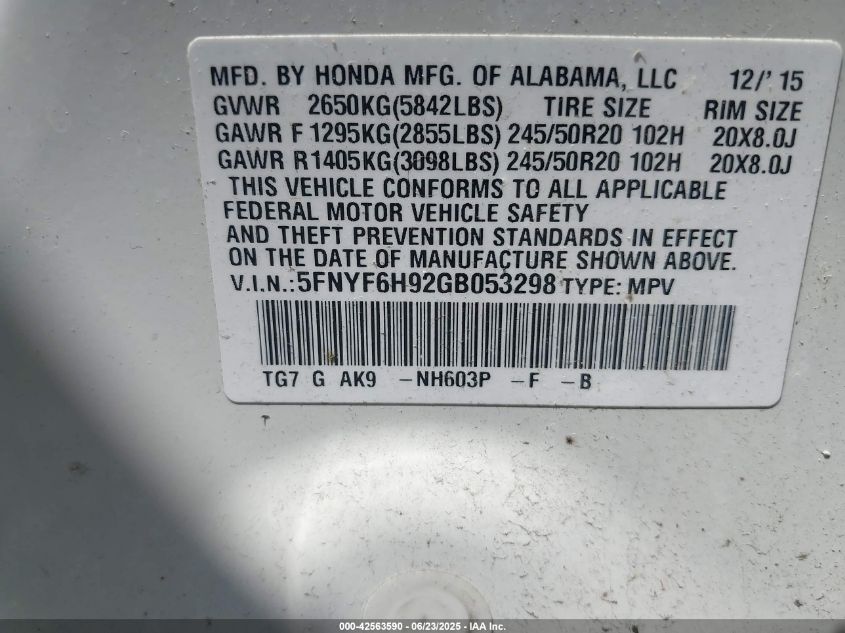 MFD. BY HONDA MFG. OF ALABAMA, LLC 12/' 15
GVWR 2650KG(5842LBS) TIRE SIZE RIM SIZE
GAWR F 1295KG(2855LBS) 245/50R20 102H 20X8.0J
GAWR R1405KG(3098LBS) 245/50R20 102H 20X8.0J
THIS VEHICLE CONFORMS TO ALL APPLICABLE
FEDERAL MOTOR VEHICLE SAFETY
AND THEFT PREVENTION STANDARDS IN EFFECT
ON THE DATE OF MANUFACTURE SHOWN ABOVE.
V.I.N.:5FNYF6H92GB053298 TYPE: MPV
TG7 G AK9 -NH603P -F -B
000-42563590 - 06/23/2025 - IAA Inc.